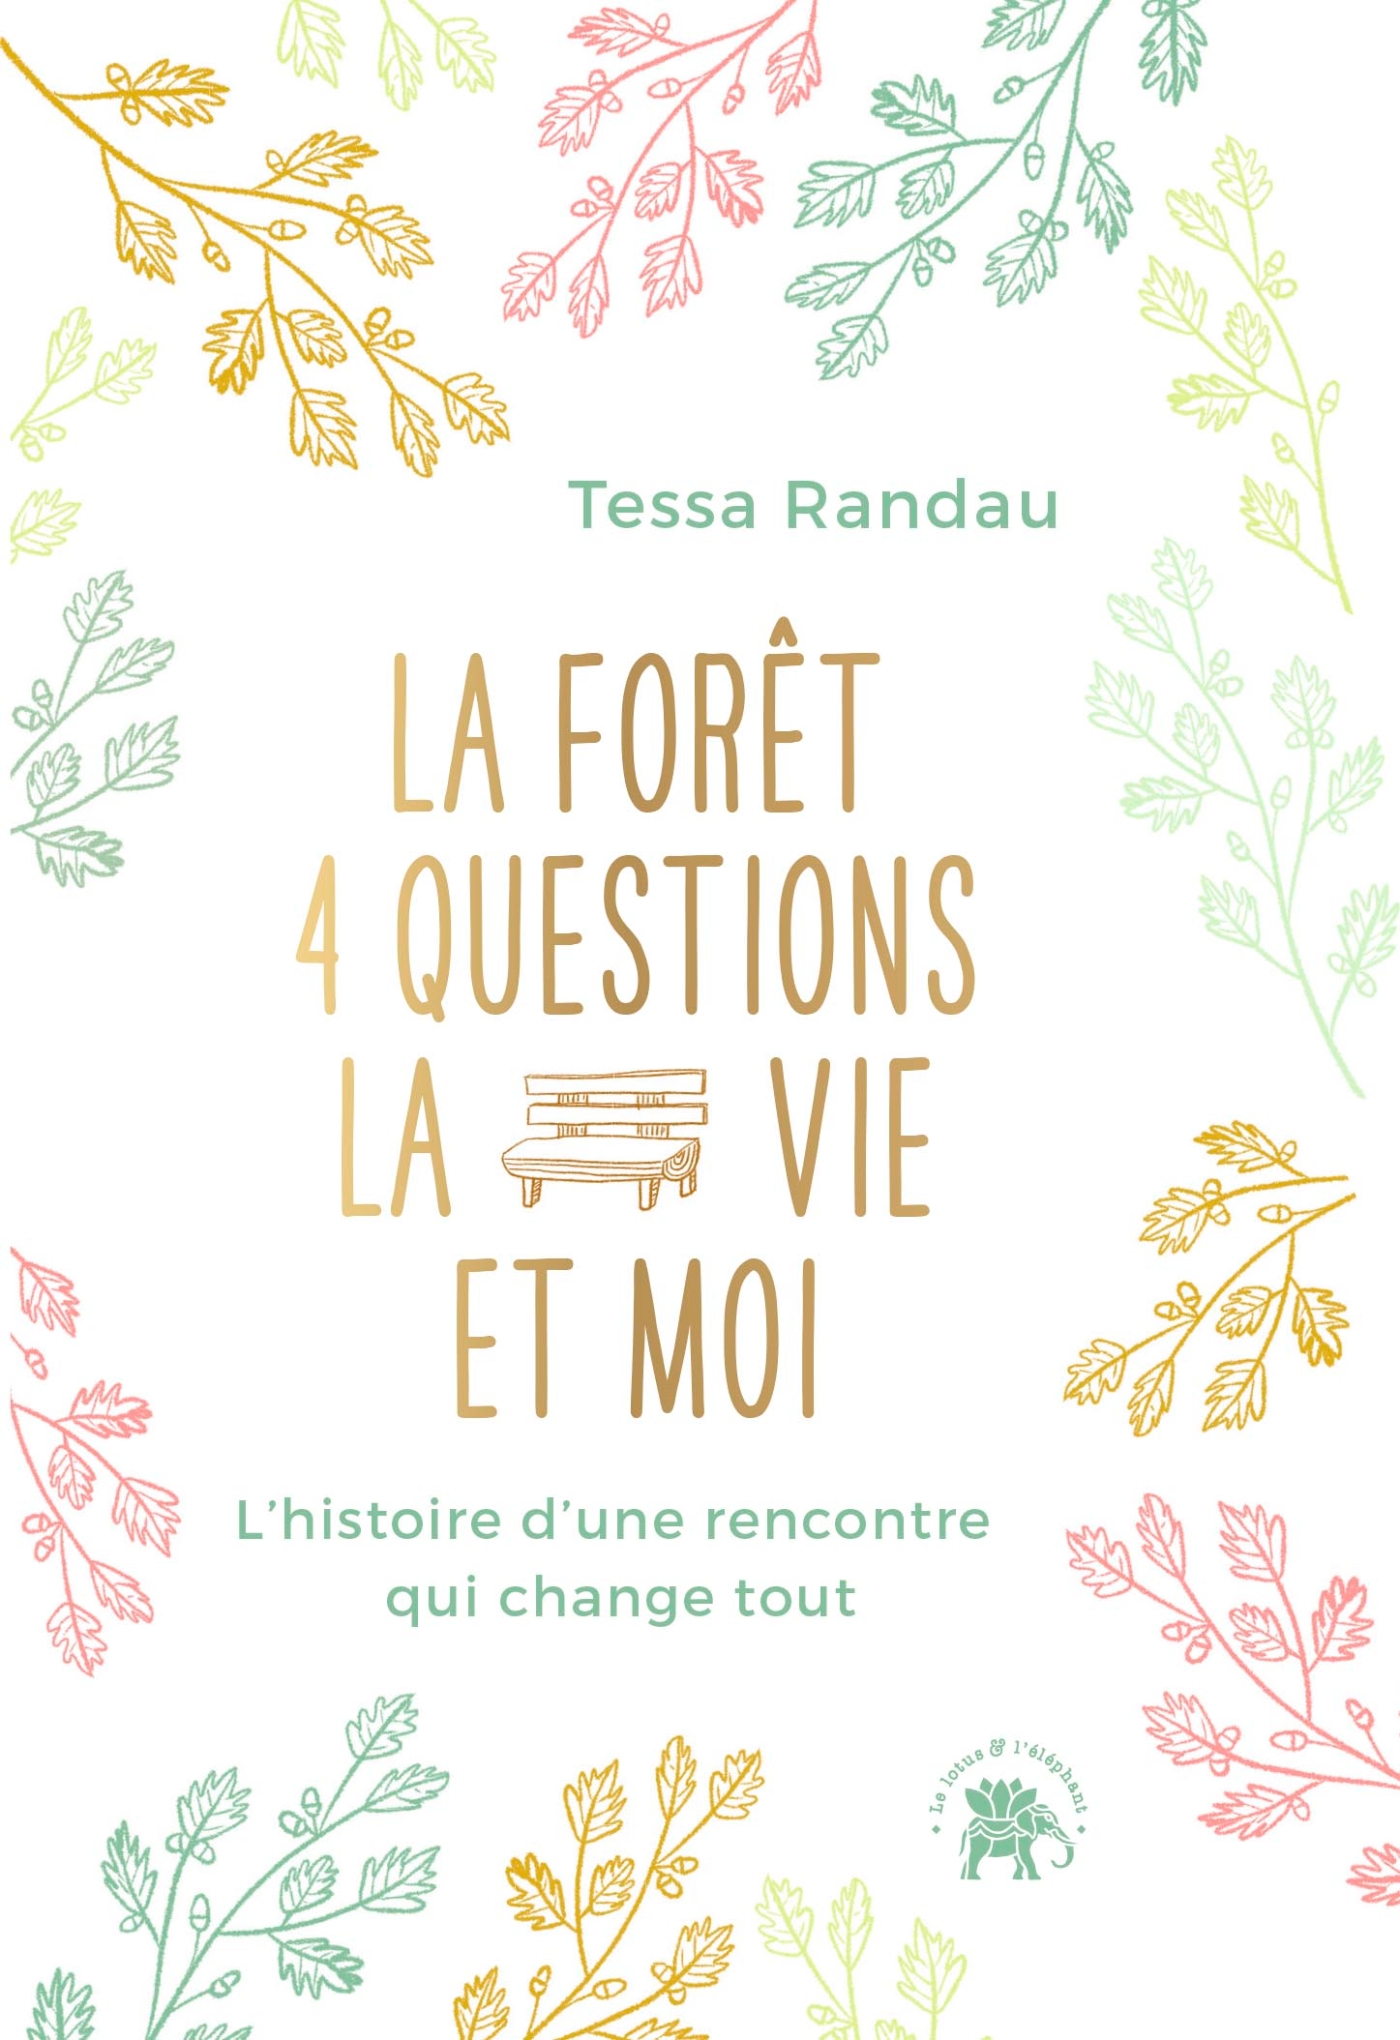 Tessa Randau
LA FORÊT
4 QUESTIONS
LA VIE
ET MOI
L’histoire d’une rencontre
qui change tout
Le lotus & l’éléphant